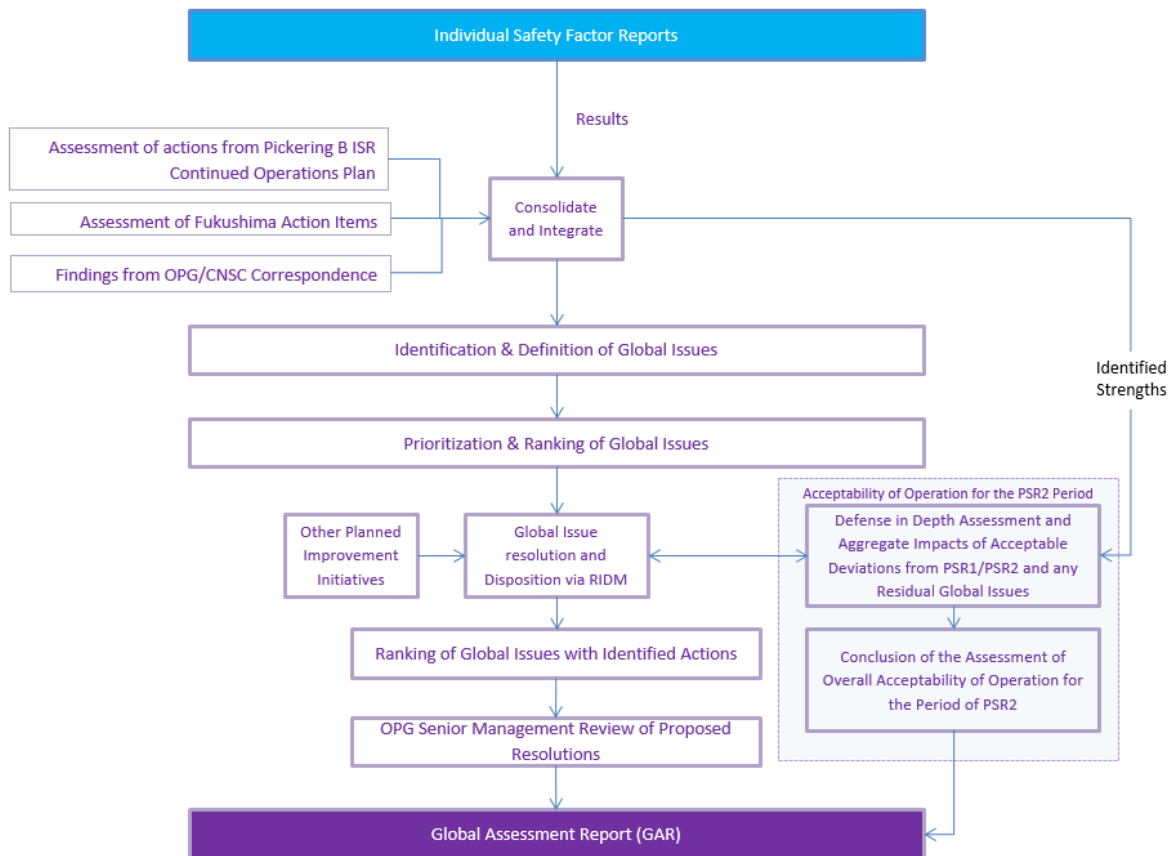 Individual Safety Factor Reports
Results
Assessment of actions from Pickering B ISR
Continued Operations Plan
Assessment of Fukushima Action Items
Findings from OPG/CNSC Correspondence
Consolidate
and Integrate
Identification & Definition of Global Issues
Identified
Strengths
Prioritization & Ranking of Global Issues
Other Planned
Improvement
Initiatives
Global Issue
resolution and
Disposition via RIDM
Acceptability of Operation for the PSR2 Period
Defense in Depth Assessment and
Aggregate Impacts of Acceptable
Deviations from PSR1/PSR2 and any
Residual Global Issues
Ranking of Global Issues with Identified Actions
Conclusion of the Assessment of
Overall Acceptability of Operation for
the Period of PSR2
OPG Senior Management Review of Proposed
Resolutions
Global Assessment Report (GAR)